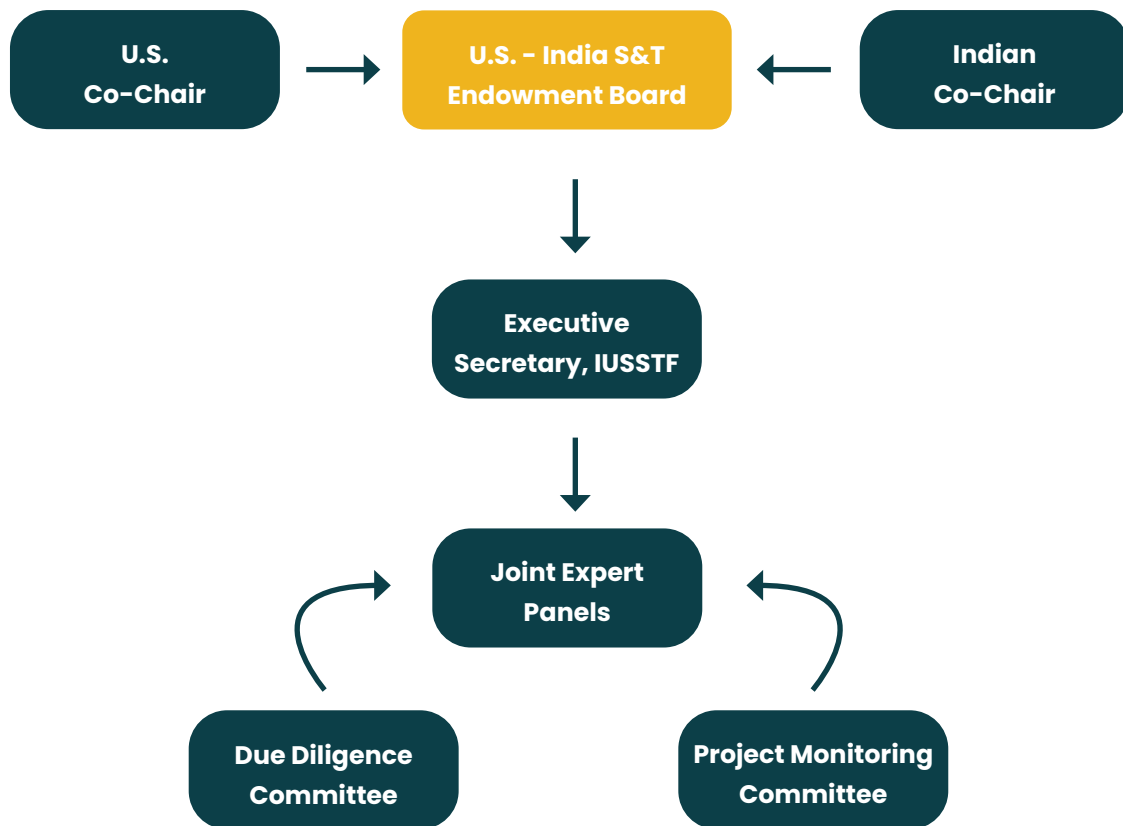 U.S.
Co-Chair
U.S. - India S&T
Endowment Board
Indian
Co-Chair
Executive
Secretary, IUSSTF
Joint Expert
Panels
Due Diligence
Committee
Project Monitoring
Committee